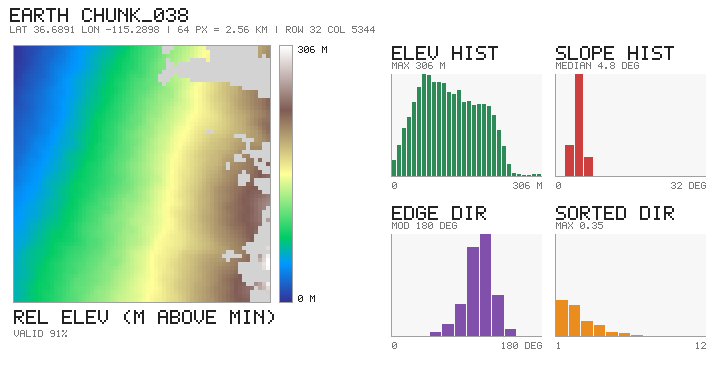 EARTH CHUNK_038
LAT 36.6891 LON -115.2898 | 64 PX = 2.56 KM | ROW 32 COL 5344
306 M
0 M
REL ELEV (M ABOVE MIN)
VALID 91%
ELEV HIST
MAX 306 M
0 306 M
SLOPE HIST
MEDIAN 4.8 DEG
0 32 DEG
EDGE DIR
MOD 180 DEG
0 180 DEG
SORTED DIR
MAX 0.35
1 12